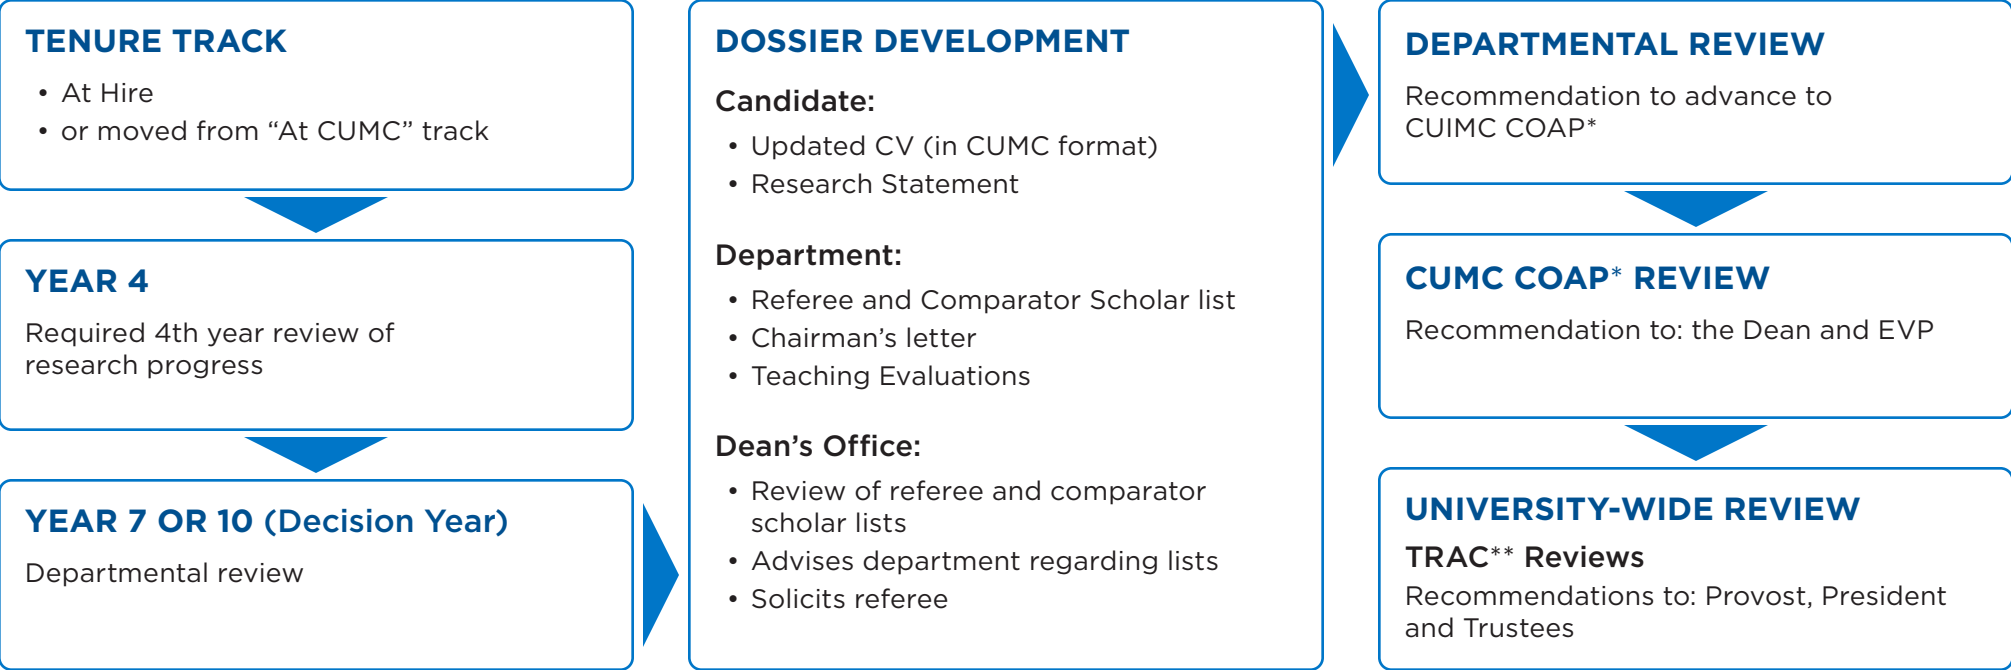 TENURE TRACK
• At Hire
• or moved from “At CUMC” track
YEAR 4
Required 4th year review of
research progress
YEAR 7 OR 10 (Decision Year)
Departmental review
DOSSIER DEVELOPMENT
Candidate:
• Updated CV (in CUMC format)
• Research Statement
Department:
• Referee and Comparator Scholar list
• Chairman’s letter
• Teaching Evaluations
Dean’s Office:
• Review of referee and comparator
scholar lists
• Advises department regarding lists
• Solicits referee
DEPARTMENTAL REVIEW
Recommendation to advance to
CUIMC COAP*
CUMC COAP* REVIEW
Recommendation to: the Dean and EVP
UNIVERSITY-WIDE REVIEW
TRAC** Reviews
Recommendations to: Provost, President
and Trustees